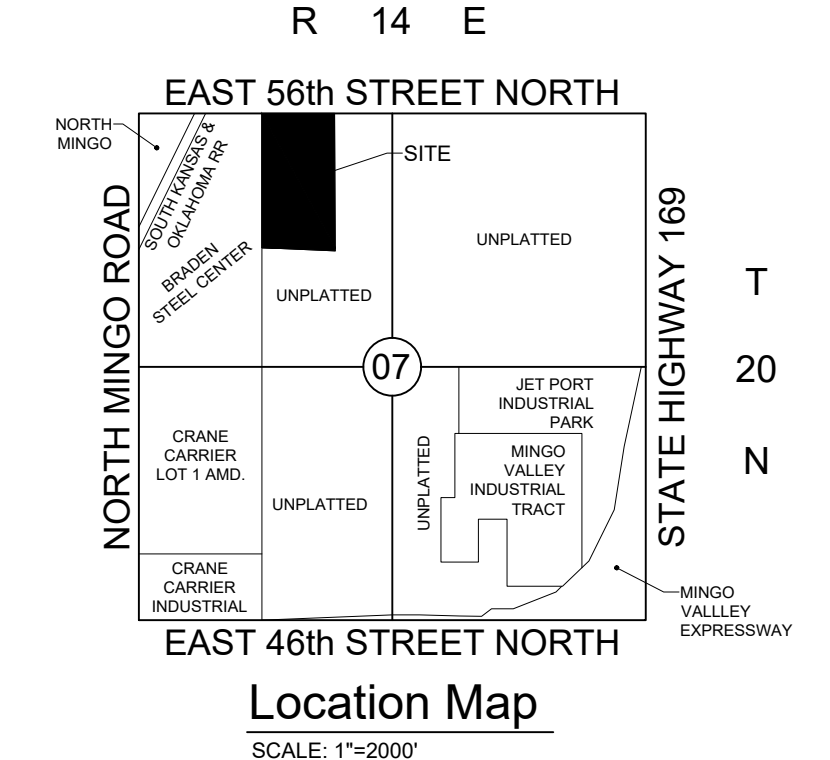 R 14 E
EAST 56th STREET NORTH
NORTH
MINGO
SOUTH KANSAS &
OKLAHOMA RR
SITE
BRADEN
STEEL CENTER
UNPLATTED
UNPLATTED
NORTH MINGO ROAD
STATE HIGHWAY 169
T
20
N
07
CRANE
CARRIER
LOT 1 AMD.
UNPLATTED
UNPLATTED
JET PORT
INDUSTRIAL
PARK
MINGO
VALLEY
INDUSTRIAL
TRACT
CRANE
CARRIER
INDUSTRIAL
MINGO
VALLLEY
EXPRESSWAY
EAST 46th STREET NORTH
Location Map
SCALE: 1"=2000'